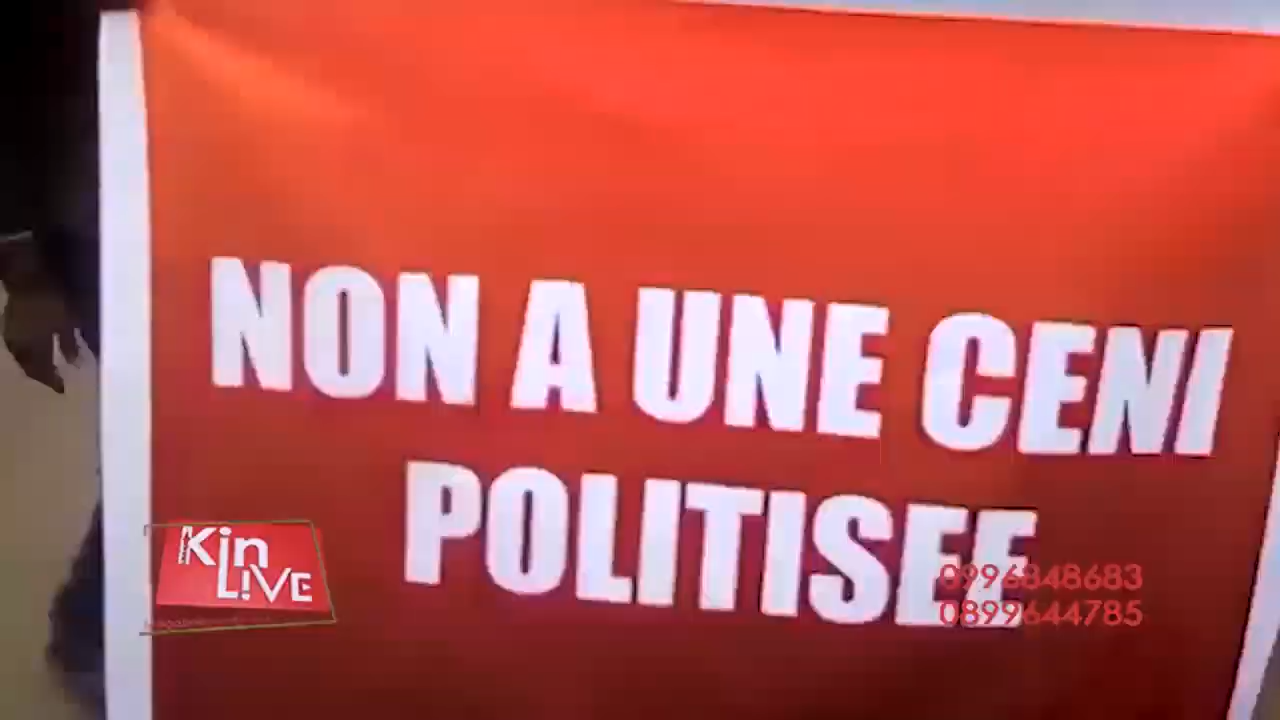 NON A UNE CENI
POLITISEE
Kin
LIVE
0996848683
0899644785